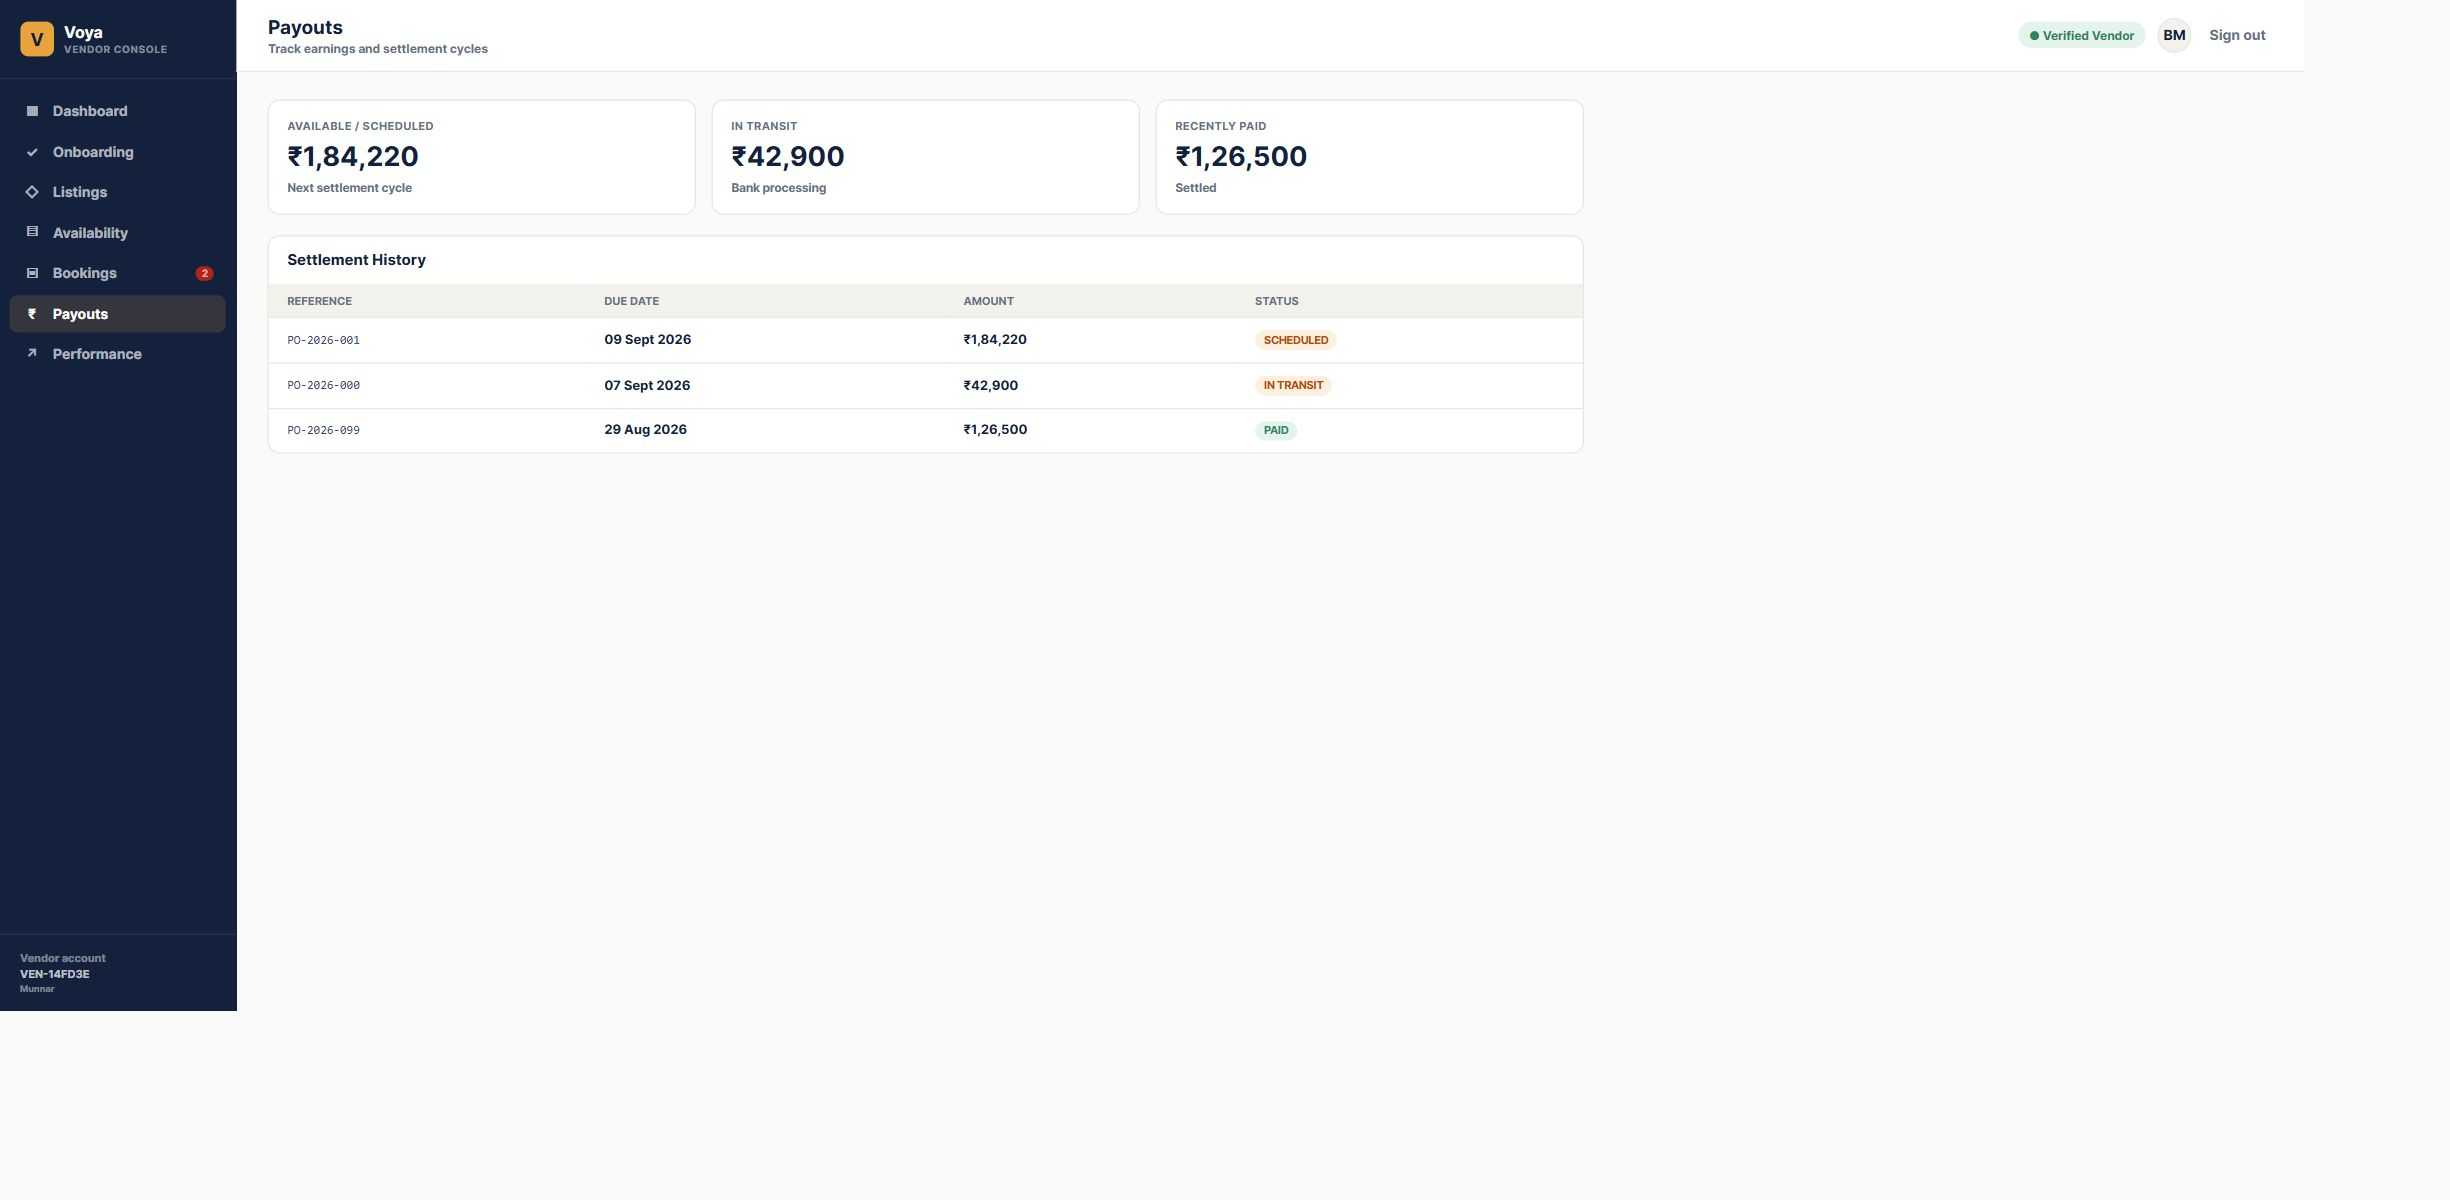 V
Voya
VENDOR CONSOLE
Dashboard
Onboarding
Listings
Availability
Bookings
2
₹ Payouts
Performance
Vendor account
VEN-14FD3E
Munnar
Payouts
Track earnings and settlement cycles
Verified Vendor
BM
Sign out
AVAILABLE / SCHEDULED
₹1,84,220
Next settlement cycle
IN TRANSIT
₹42,900
Bank processing
RECENTLY PAID
₹1,26,500
Settled
Settlement History
REFERENCE DUE DATE AMOUNT STATUS
PO-2026-001 09 Sept 2026 ₹1,84,220 SCHEDULED
PO-2026-000 07 Sept 2026 ₹42,900 IN TRANSIT
PO-2026-099 29 Aug 2026 ₹1,26,500 PAID